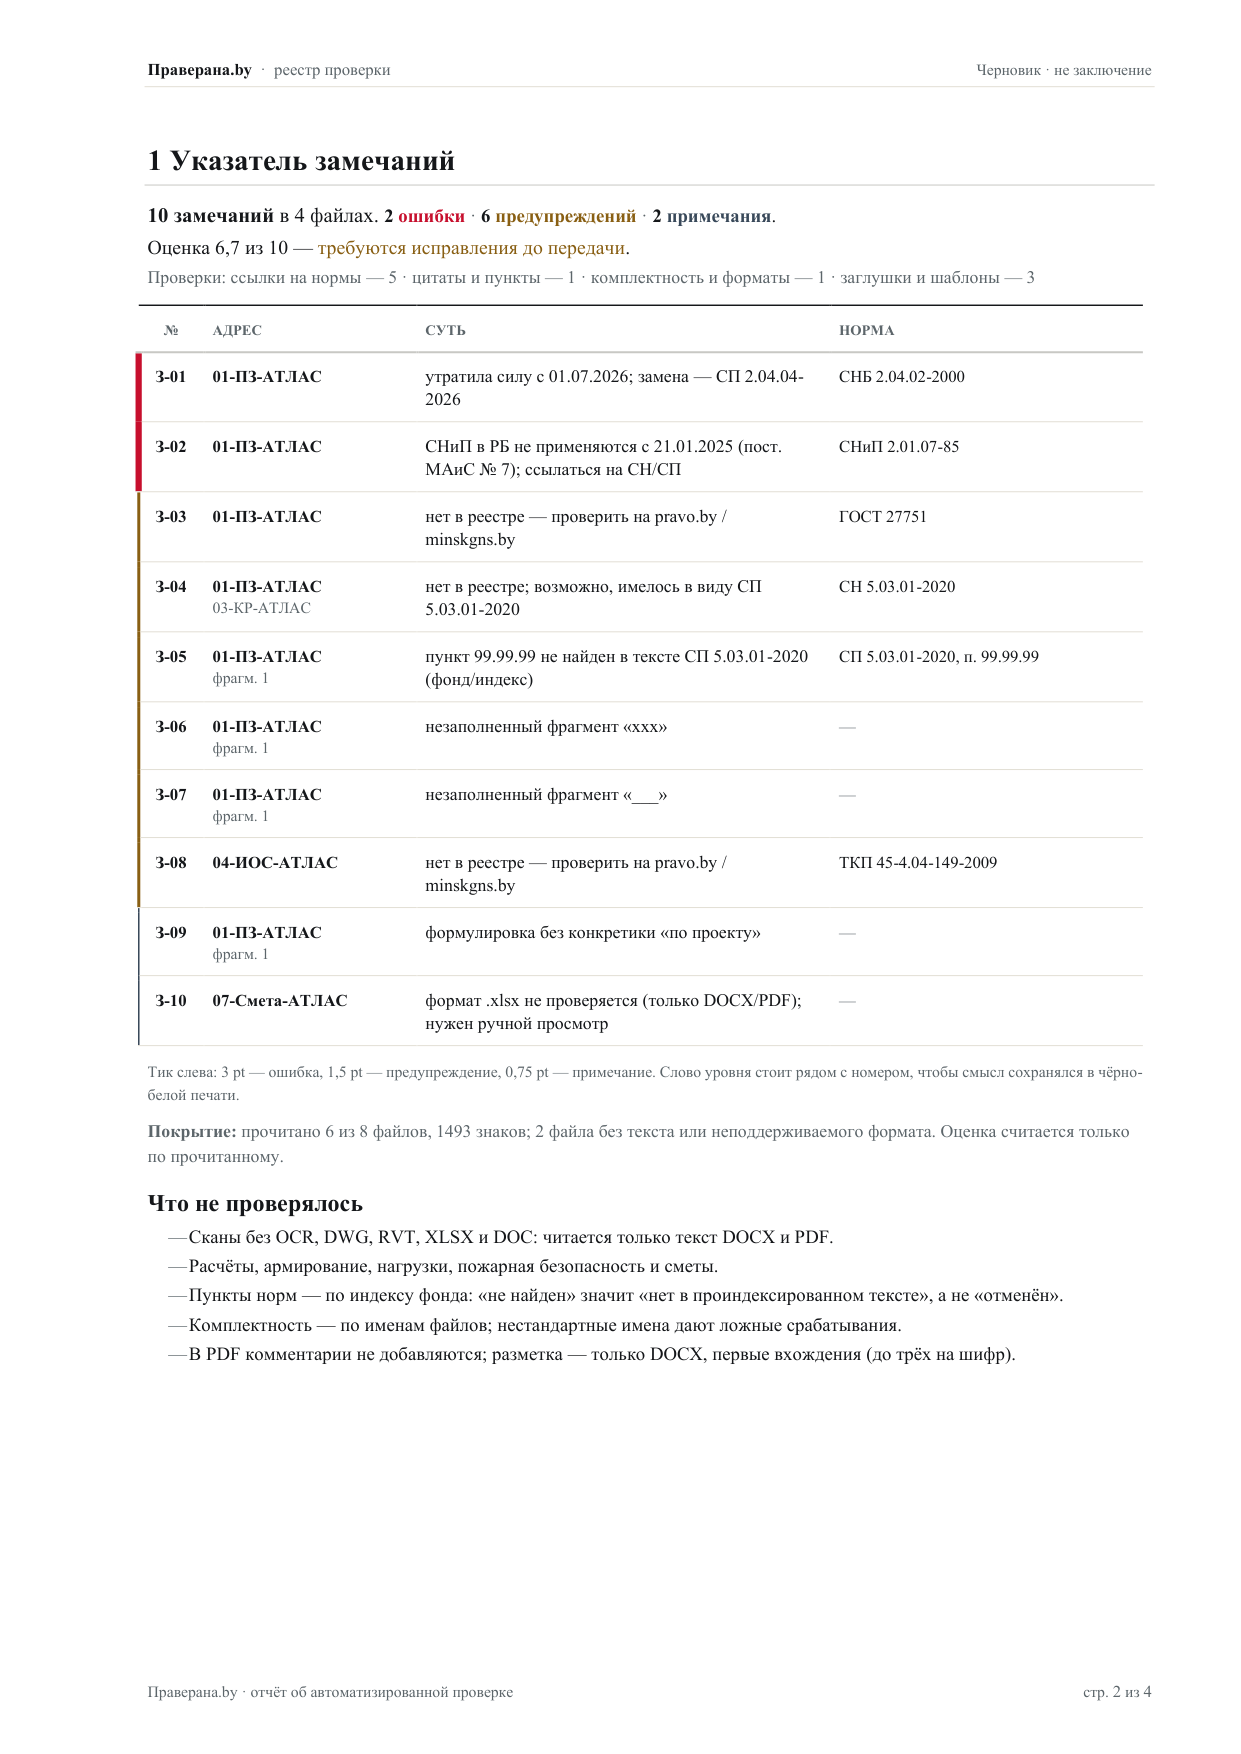 Праверана.by · реестр проверки
Черновик · не заключение
1 Указатель замечаний
10 замечаний в 4 файлах. 2 ошибки · 6 предупреждений · 2 примечания.
Оценка 6,7 из 10 — требуются исправления до передачи.
Проверки: ссылки на нормы — 5 · цитаты и пункты — 1 · комплектность и форматы — 1 · заглушки и шаблоны — 3
№ АДРЕС СУТЬ НОРМА
З-01 01-ПЗ-АТЛАС утратила силу с 01.07.2026; замена — СП 2.04.04- СНБ 2.04.02-2000
2026
З-02 01-ПЗ-АТЛАС СНиП в РБ не применяются с 21.01.2025 (пост. СНиП 2.01.07-85
МАиС № 7); ссылаться на СН/СП
З-03 01-ПЗ-АТЛАС нет в реестре — проверить на pravo.by / ГОСТ 27751
minskgns.by
З-04 01-ПЗ-АТЛАС нет в реестре; возможно, имелось в виду СП СН 5.03.01-2020
03-КР-АТЛАС 5.03.01-2020
З-05 01-ПЗ-АТЛАС пункт 99.99.99 не найден в тексте СП 5.03.01-2020 СП 5.03.01-2020, п. 99.99.99
фрагм. 1 (фонд/индекс)
З-06 01-ПЗ-АТЛАС незаполненный фрагмент «xxx» —
фрагм. 1
З-07 01-ПЗ-АТЛАС незаполненный фрагмент «___» —
фрагм. 1
З-08 04-ИОС-АТЛАС нет в реестре — проверить на pravo.by / ТКП 45-4.04-149-2009
minskgns.by
З-09 01-ПЗ-АТЛАС формулировка без конкретики «по проекту» —
фрагм. 1
З-10 07-Смета-АТЛАС формат .xlsx не проверяется (только DOCX/PDF); —
нужен ручной просмотр
Тик слева: 3 pt — ошибка, 1,5 pt — предупреждение, 0,75 pt — примечание. Слово уровня стоит рядом с номером, чтобы смысл сохранялся в чёрно-
белой печати.
Покрытие: прочитано 6 из 8 файлов, 1493 знаков; 2 файла без текста или неподдерживаемого формата. Оценка считается только
по прочитанному.
Что не проверялось
—Сканы без OCR, DWG, RVT, XLSX и DOC: читается только текст DOCX и PDF.
—Расчёты, армирование, нагрузки, пожарная безопасность и сметы.
—Пункты норм — по индексу фонда: «не найден» значит «нет в проиндексированном тексте», а не «отменён».
—Комплектность — по именам файлов; нестандартные имена дают ложные срабатывания.
—В PDF комментарии не добавляются; разметка — только DOCX, первые вхождения (до трёх на шифр).
Праверана.by · отчёт об автоматизированной проверке
стр. 2 из 4